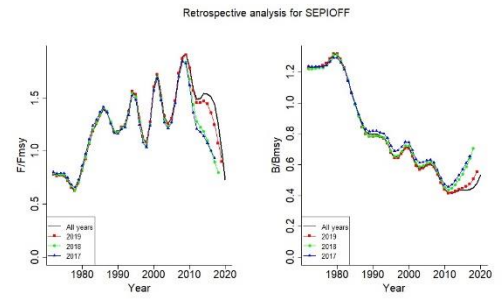 Retrospective analysis for SEPIOFF
F/Fmsy
0.0 0.5 1.0 1.5
All years
2019
2018
2017
1980 1990 2000 2010 2020
Year
B/Bmsy
0.0 0.2 0.4 0.6 0.8 1.0 1.2
All years
2019
2018
2017
1980 1990 2000 2010 2020
Year